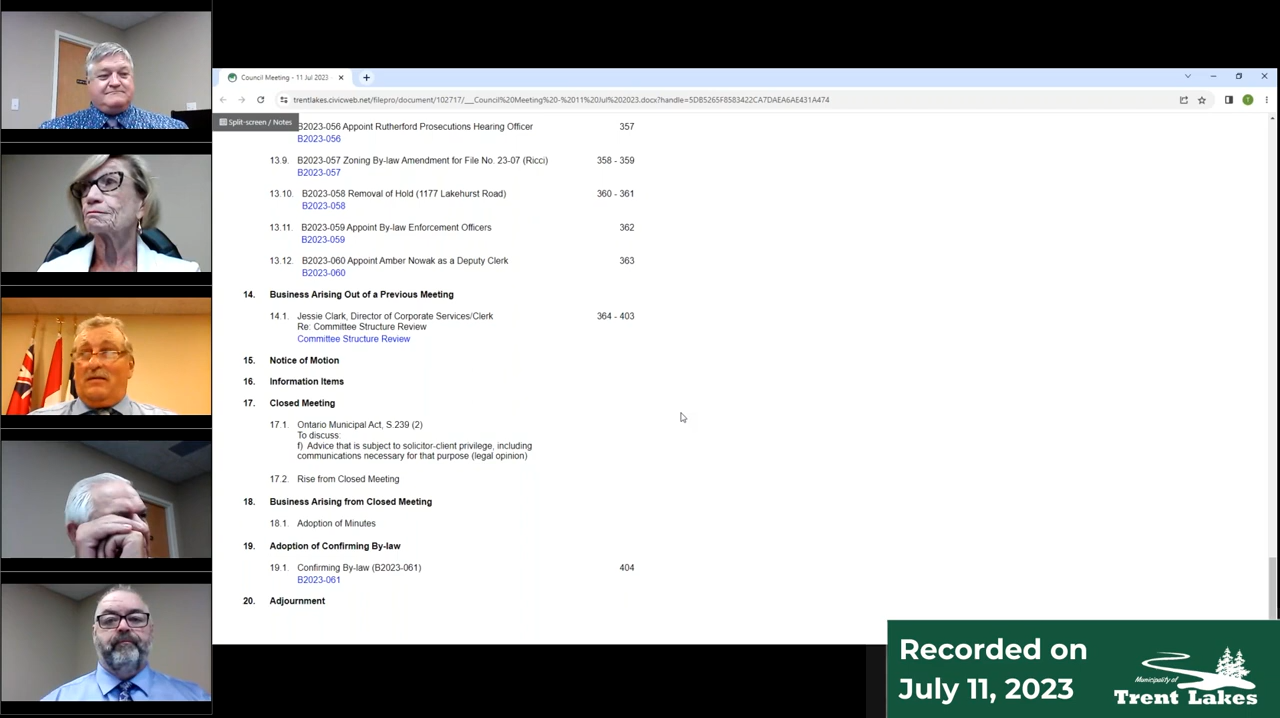 Council Meeting - 11 Jul 2023
trentlakes.civicweb.net/filepro/document/102717/___Council%20Meeting%20-%2011%20Jul%202023.docx?handle=5DB5265F8583422CA7DAEA6AE431A474
T
Split-screen / Notes
B2023-056 Appoint Rutherford Prosecutions Hearing Officer 357
B2023-056
13.9. B2023-057 Zoning By-law Amendment for File No. 23-07 (Ricci) 358 - 359
B2023-057
13.10. B2023-058 Removal of Hold (1177 Lakehurst Road) 360 - 361
B2023-058
13.11. B2023-059 Appoint By-law Enforcement Officers 362
B2023-059
13.12. B2023-060 Appoint Amber Nowak as a Deputy Clerk 363
B2023-060
14. Business Arising Out of a Previous Meeting
14.1. Jessie Clark, Director of Corporate Services/Clerk 364 - 403
Re: Committee Structure Review
Committee Structure Review
15. Notice of Motion
16. Information Items
17. Closed Meeting
17.1. Ontario Municipal Act, S.239 (2)
To discuss:
f) Advice that is subject to solicitor-client privilege, including
communications necessary for that purpose (legal opinion)
17.2. Rise from Closed Meeting
18. Business Arising from Closed Meeting
18.1. Adoption of Minutes
19. Adoption of Confirming By-law
19.1. Confirming By-law (B2023-061) 404
B2023-061
20. Adjournment
Recorded on
July 11, 2023
Municipality of
Trent Lakes